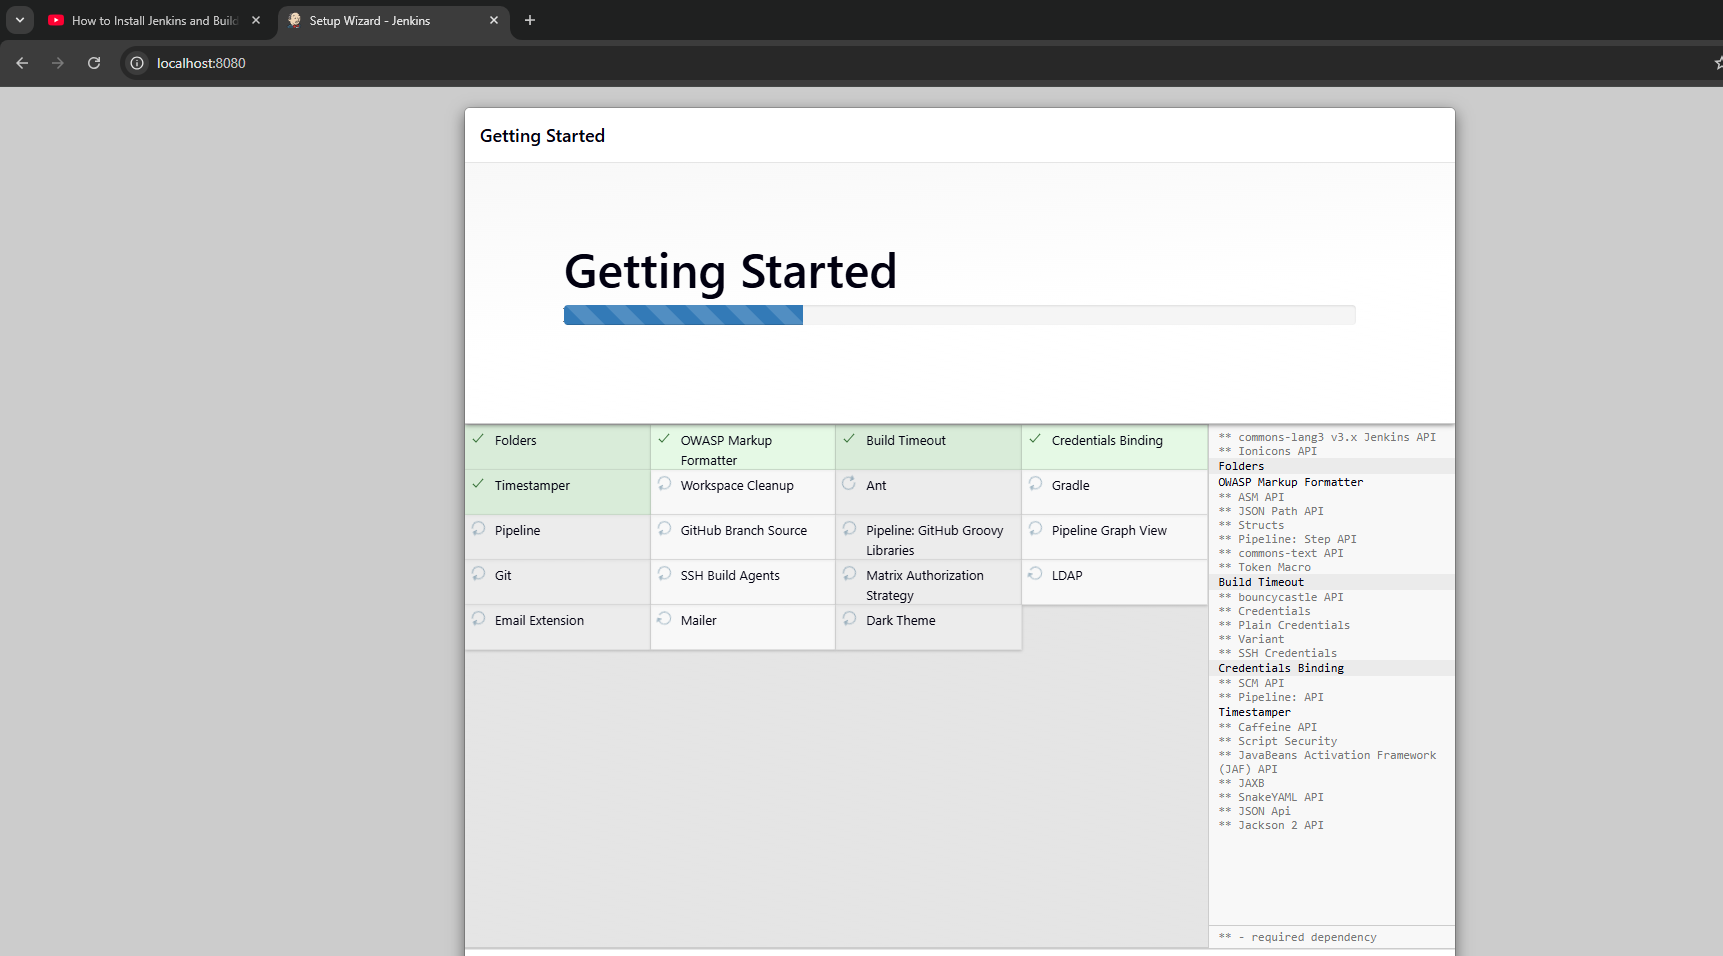 How to Install Jenkins and Build
Setup Wizard - Jenkins
localhost:8080
Getting Started
Getting Started
Folders
OWASP Markup
Formatter
Build Timeout
Credentials Binding
Timestamper
Workspace Cleanup
Ant
Gradle
Pipeline
GitHub Branch Source
Pipeline: GitHub Groovy
Libraries
Pipeline Graph View
Git
SSH Build Agents
Matrix Authorization
Strategy
LDAP
Email Extension
Mailer
Dark Theme
** commons-lang3 v3.x Jenkins API
** Ionicons API
Folders
OWASP Markup Formatter
** ASM API
** JSON Path API
** Structs
** Pipeline: Step API
** commons-text API
** Token Macro
Build Timeout
** bouncycastle API
** Credentials
** Plain Credentials
** Variant
** SSH Credentials
Credentials Binding
** SCM API
** Pipeline: API
Timestamper
** Caffeine API
** Script Security
** JavaBeans Activation Framework
(JAF) API
** JAXB
** SnakeYAML API
** JSON Api
** Jackson 2 API
** - required dependency